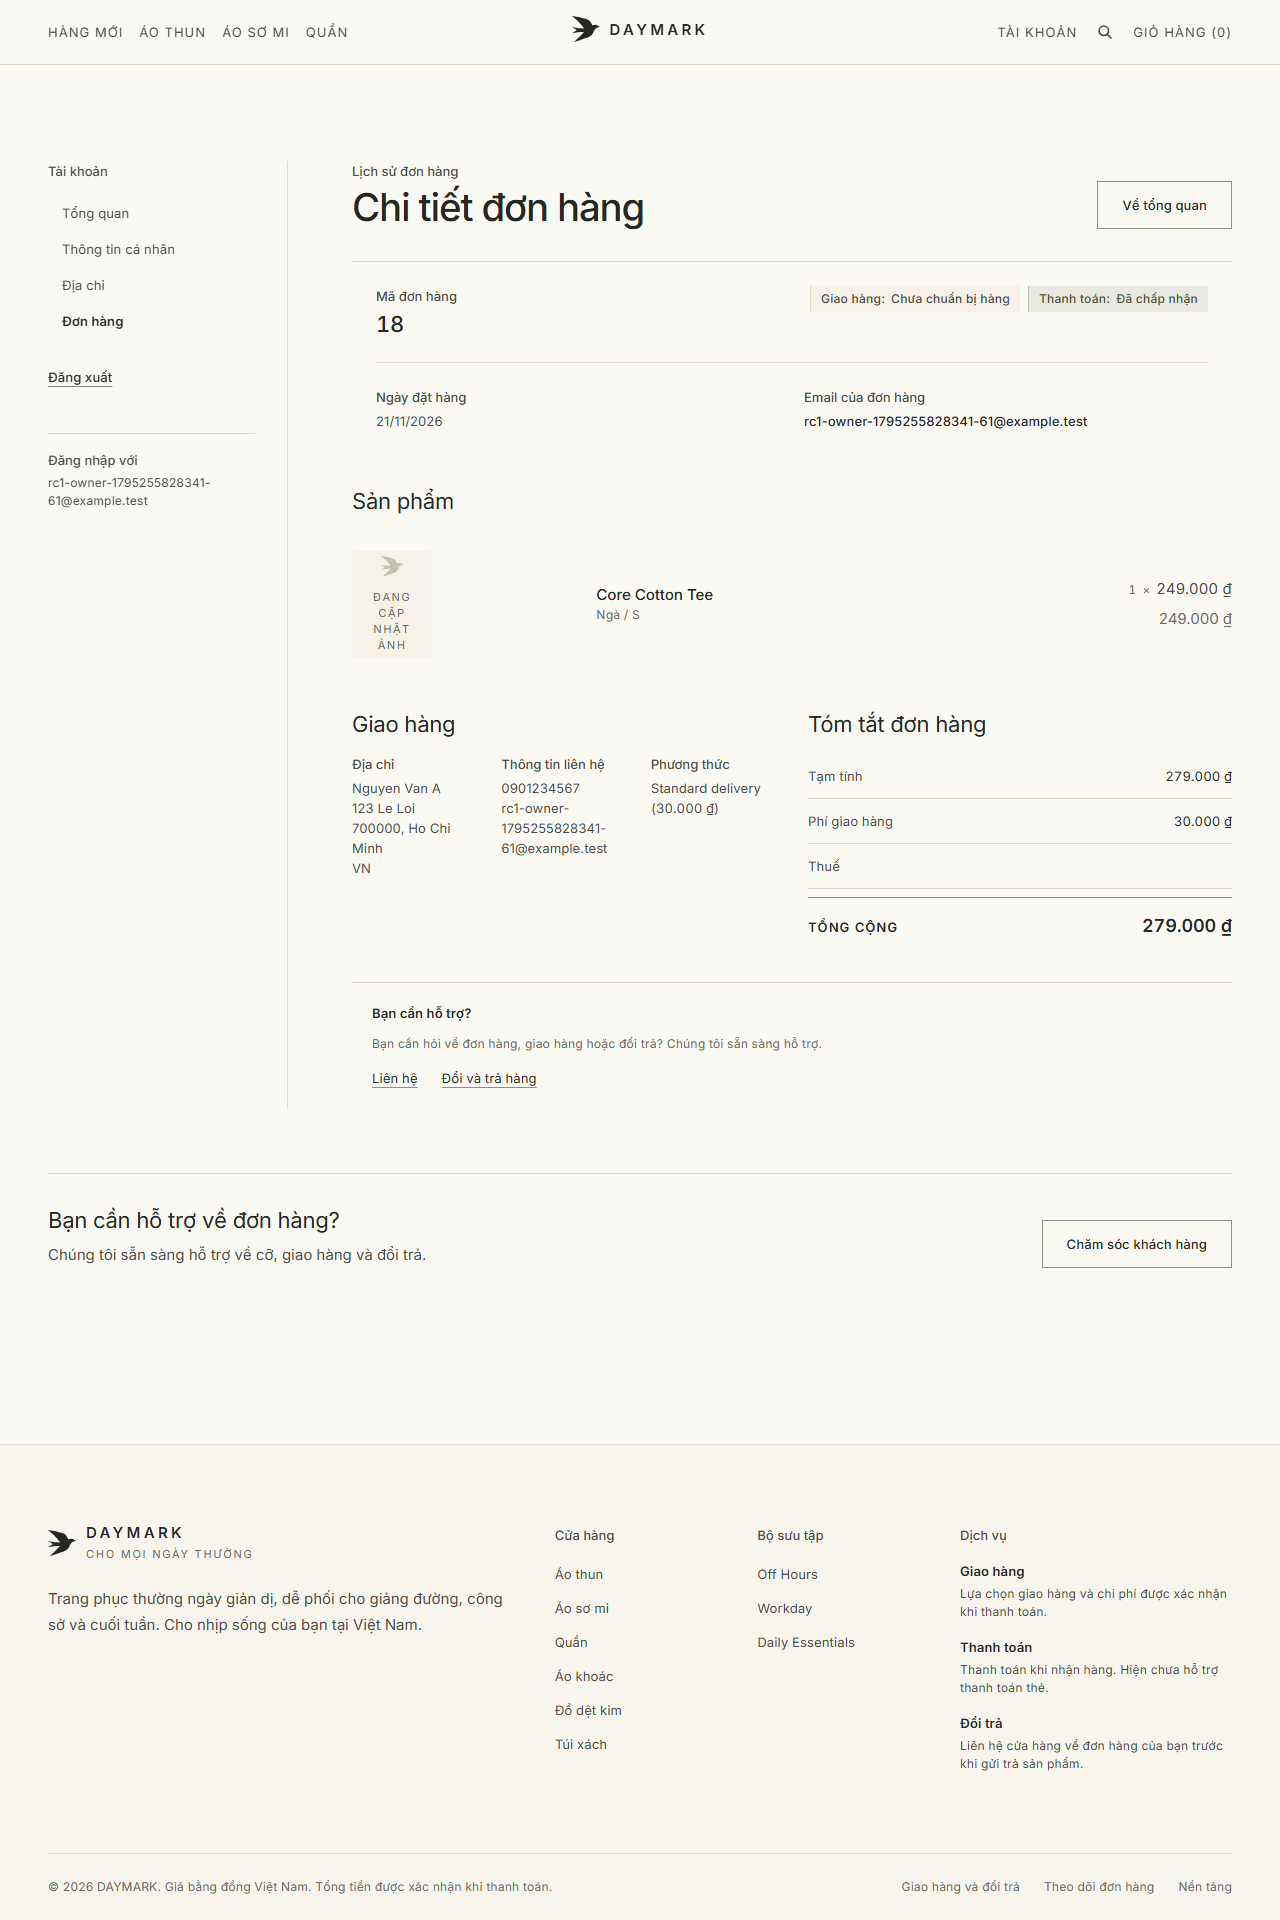 HÀNG MỚI ÁO THUN ÁO SƠ MI QUẦN
DAYMARK
TÀI KHOẢN GIỎ HÀNG (0)
Tài khoản
Tổng quan
Thông tin cá nhân
Địa chỉ
Đơn hàng
Đăng xuất
Đăng nhập với
rc1-owner-1795255828341-
61@example.test
Lịch sử đơn hàng
Chi tiết đơn hàng
Về tổng quan
Mã đơn hàng
18
Giao hàng: Chưa chuẩn bị hàng
Thanh toán: Đã chấp nhận
Ngày đặt hàng
21/11/2026
Email của đơn hàng
rc1-owner-1795255828341-61@example.test
Sản phẩm
ĐANG
CẬP
NHẬT
ẢNH
Core Cotton Tee
Ngà / S
1 × 249.000 ₫
249.000 ₫
Giao hàng
Địa chỉ
Nguyen Van A
123 Le Loi
700000, Ho Chi
Minh
VN
Thông tin liên hệ
0901234567
rc1-owner-
1795255828341-
61@example.test
Phương thức
Standard delivery
(30.000 ₫)
Tóm tắt đơn hàng
Tạm tính 279.000 ₫
Phí giao hàng 30.000 ₫
Thuế
TỔNG CỘNG 279.000 ₫
Bạn cần hỗ trợ?
Bạn cần hỏi về đơn hàng, giao hàng hoặc đổi trả? Chúng tôi sẵn sàng hỗ trợ.
Liên hệ Đổi và trả hàng
Bạn cần hỗ trợ về đơn hàng?
Chúng tôi sẵn sàng hỗ trợ về cỡ, giao hàng và đổi trả.
Chăm sóc khách hàng
DAYMARK
CHO MỌI NGÀY THƯỜNG
Trang phục thường ngày giản dị, dễ phối cho giảng đường, công
sở và cuối tuần. Cho nhịp sống của bạn tại Việt Nam.
Cửa hàng
Áo thun
Áo sơ mi
Quần
Áo khoác
Đồ dệt kim
Túi xách
Bộ sưu tập
Off Hours
Workday
Daily Essentials
Dịch vụ
Giao hàng
Lựa chọn giao hàng và chi phí được xác nhận
khi thanh toán.
Thanh toán
Thanh toán khi nhận hàng. Hiện chưa hỗ trợ
thanh toán thẻ.
Đổi trả
Liên hệ cửa hàng về đơn hàng của bạn trước
khi gửi trả sản phẩm.
© 2026 DAYMARK. Giá bằng đồng Việt Nam. Tổng tiền được xác nhận khi thanh toán.
Giao hàng và đổi trả Theo dõi đơn hàng Nền tảng